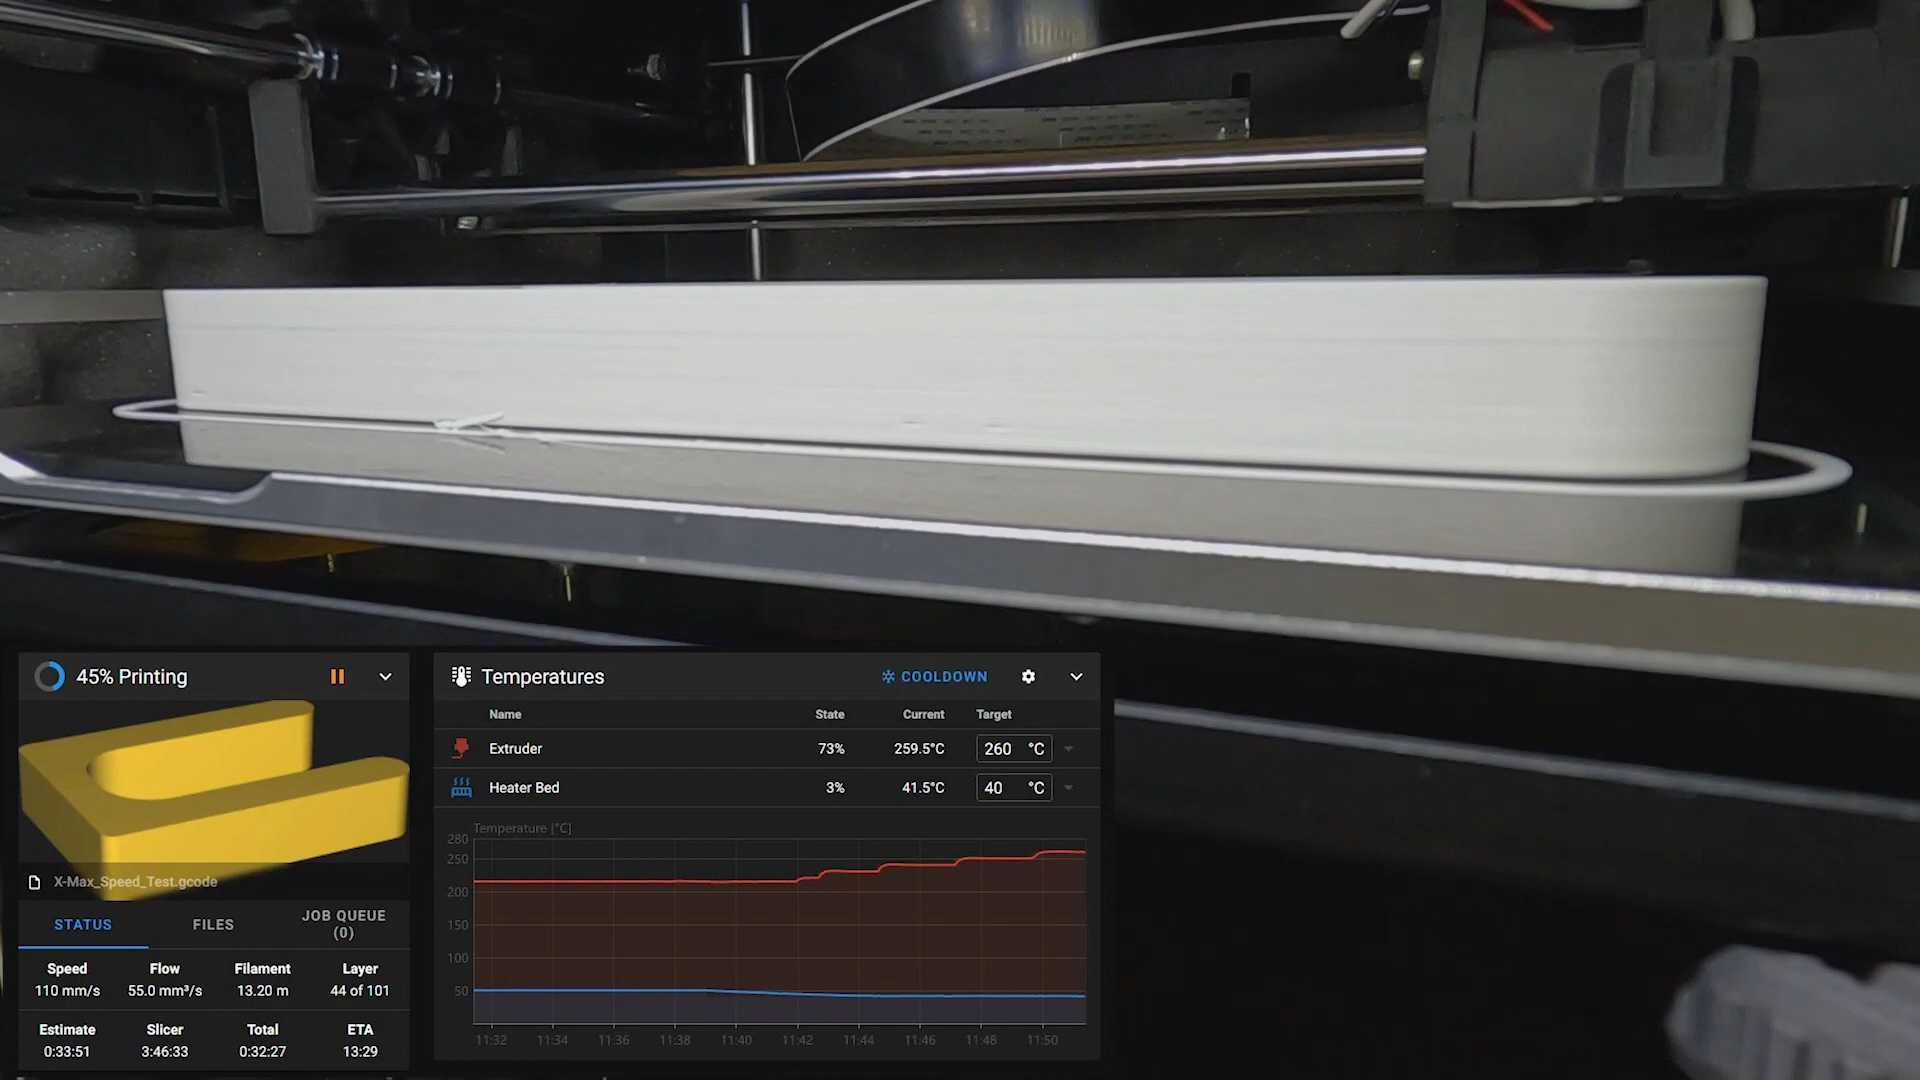 45% Printing
X-Max_Speed_Test.gcode
STATUS FILES JOB QUEUE (0)
Speed Flow Filament Layer
110 mm/s 55.0 mm³/s 13.20 m 44 of 101
Estimate Slicer Total ETA
0:33:51 3:46:33 0:32:27 13:29
Temperatures COOLDOWN
Name State Current Target
Extruder 73% 259.5°C 260 °C
Heater Bed 3% 41.5°C 40 °C
Temperature [°C]
280
250
200
150
100
50
11:32 11:34 11:36 11:38 11:40 11:42 11:44 11:46 11:48 11:50